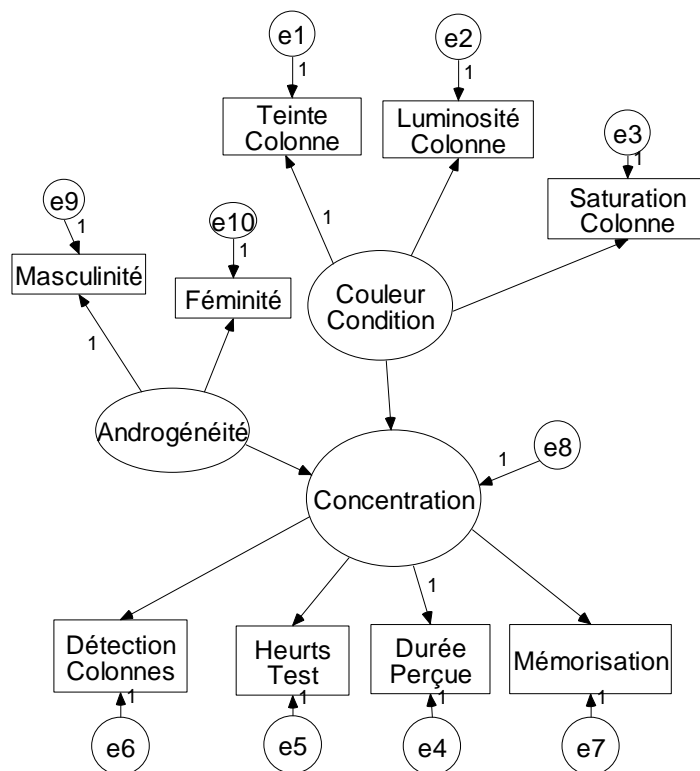 e1
e2
1
1
Teinte
Colonne
Luminosité
Colonne
e3
1
Saturation
Colonne
e9
1
e10
1
Masculinité
Féminité
1
1
Couleur
Condition
Androgénéité
Concentration
1
e8
1
Détection
Colonnes
Heurts
Test
Durée
Perçue
Mémorisation
1
1
1
1
e6
e5
e4
e7